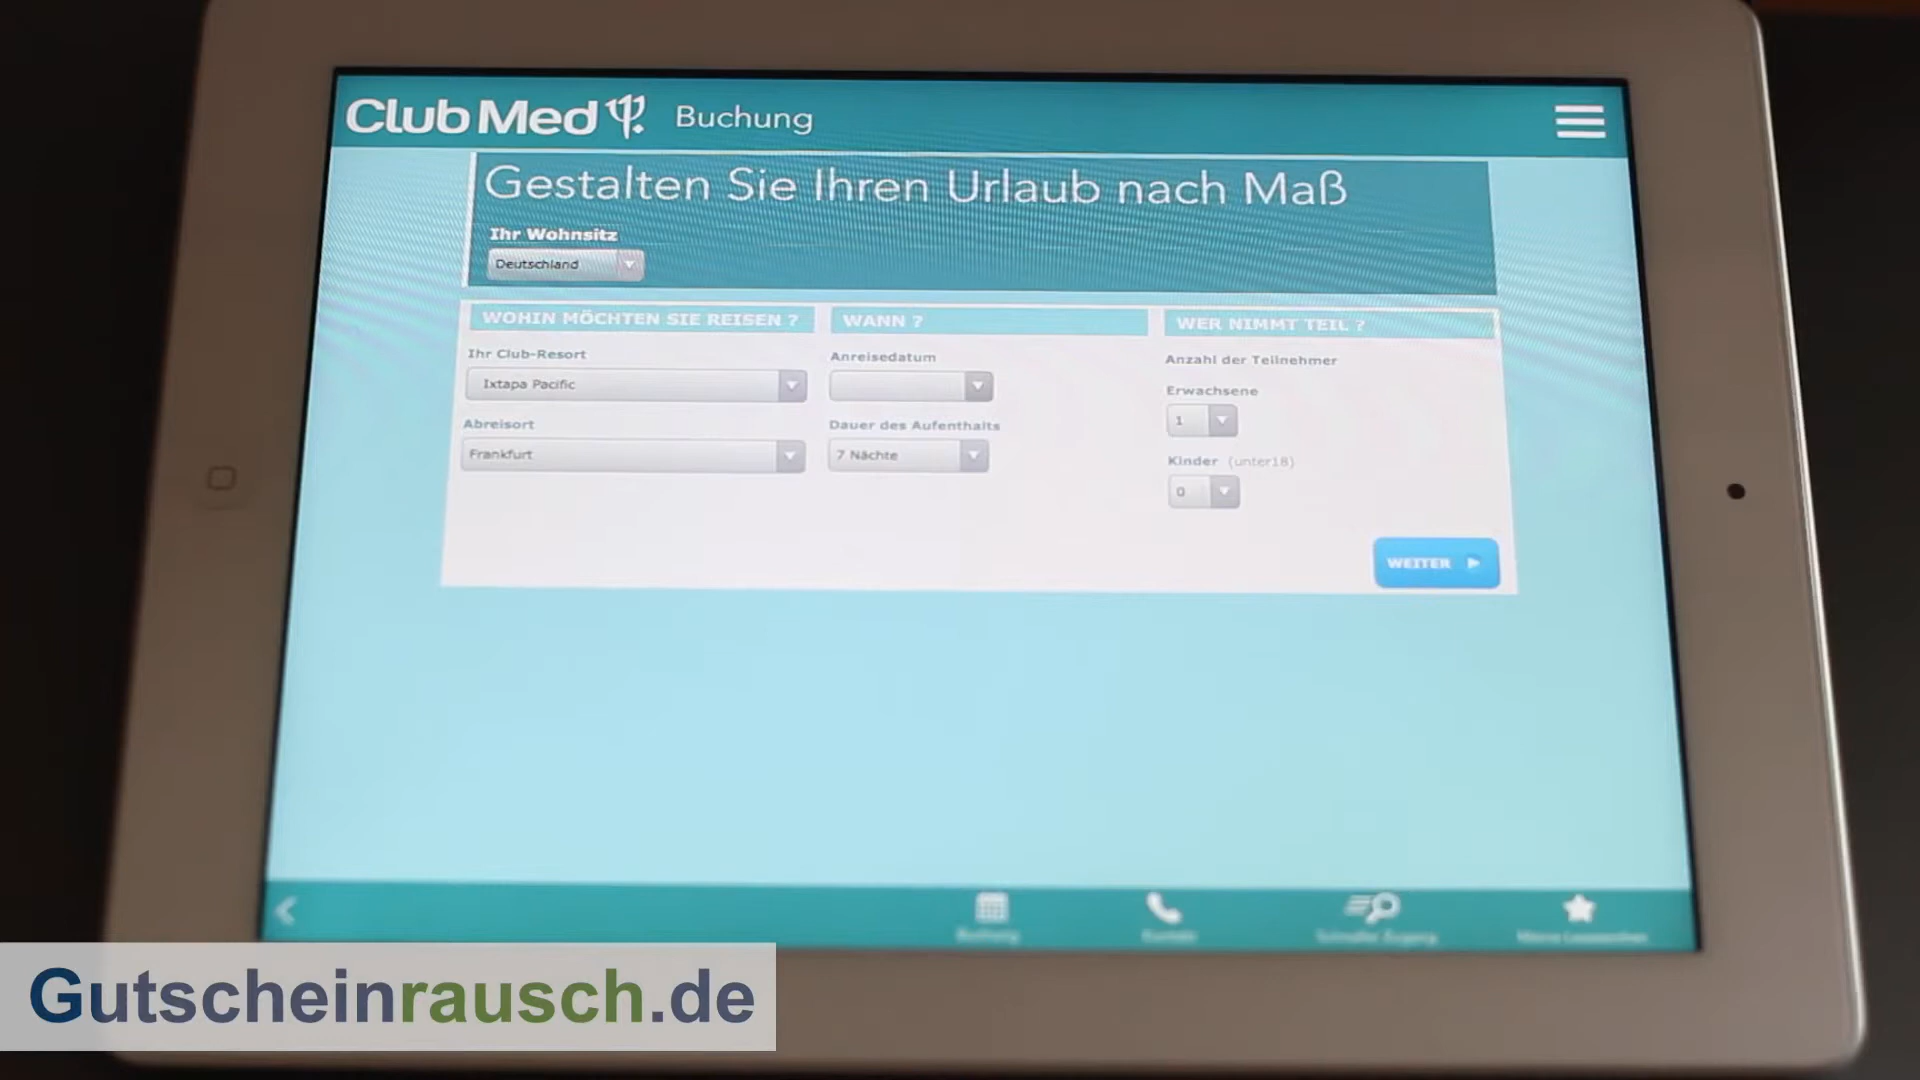 Club Med Buchung
Gestalten Sie Ihren Urlaub nach Maß
Ihr Wohnsitz
Deutschland
WOHIN MÖCHTEN SIE REISEN ?
WANN ?
WER NIMMT TEIL ?
Ihr Club-Resort
Ixtapa Pacific
Abreisort
Frankfurt
Anreisedatum
Dauer des Aufenthalts
7 Nächte
Anzahl der Teilnehmer
Erwachsene
1
Kinder (unter18)
0
WEITER
Buchung
Kontakt
Schneller Zugang
Gutscheinrausch.de